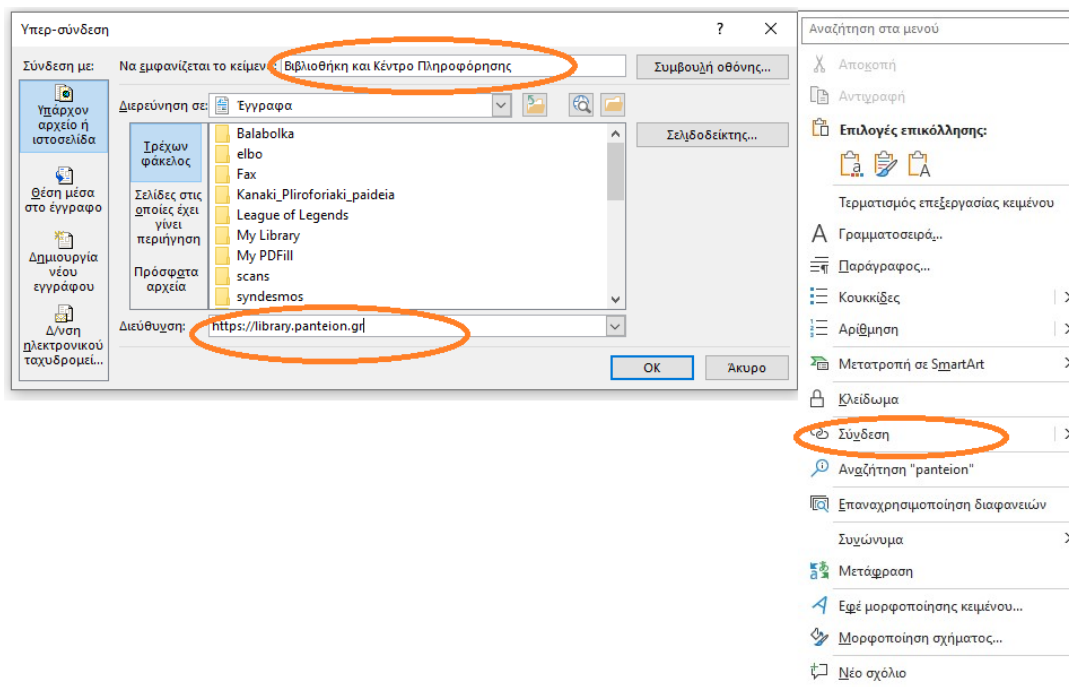 Υπερ-σύνδεση
?
Σύνδεση με:
Να εμφανίζεται το κείμενο: Βιβλιοθήκη και Κέντρο Πληροφόρησης
Συμβουλή οθόνης...
Υπάρχον
αρχείο ή
ιστοσελίδα
Θέση μέσα
στο έγγραφο
Δημιουργία
νέου
εγγράφου
Δ/νση
ηλεκτρονικού
ταχυδρομεί...
Διερεύνηση σε:
Έγγραφα
Τρέχων
φάκελος
Σελίδες στις
οποίες έχει
γίνει
περιήγηση
Πρόσφατα
αρχεία
Balabolka
elbo
Fax
Kanaki_Pliroforiaki_paideia
League of Legends
My Library
My PDFill
scans
syndesmos
Σελιδοδείκτης...
Διεύθυνση:
https://library.panteion.gr
OK
Άκυρο
Αναζήτηση στα μενού
Αποκοπή
Αντιγραφή
Επιλογές επικόλλησης:
Τερματισμός επεξεργασίας κειμένου
Γραμματοσειρά...
Παράγραφος...
Κουκκίδες
Αρίθμηση
Μετατροπή σε SmartArt
Κλείδωμα
Σύνδεση
Αναζήτηση "panteion"
Επαναχρησιμοποίηση διαφανειών
Συνώνυμα
Μετάφραση
Εφέ μορφοποίησης κειμένου...
Μορφοποίηση σχήματος...
Νέο σχόλιο